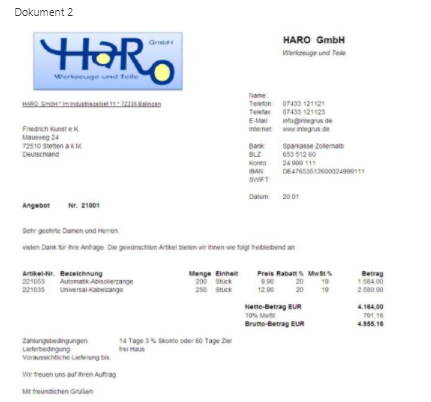 Dokument 2
HaRo GmbH
Werkzeuge und Teile
HARO GmbH
Werkzeuge und Teile
HARO GmbH * Im Industriegebiet 11 * 72336 Balingen
Name:
Telefon: 07433 121121
Telefax: 07433 121123
E-Mail: info@integrus.de
Internet: www.integrus.de
Friedrich Kunst e.K.
Mausweg 24
72510 Stetten a.k.M.
Deutschland
Bank: Sparkasse Zollernalb
BLZ: 653 512 60
Konto: 24 999 111
IBAN: DE47653512600024999111
SWIFT:
Datum: 20.01
Angebot Nr. 21001
Sehr geehrte Damen und Herren,
vielen Dank für Ihre Anfrage. Die gewünschten Artikel bieten wir Ihnen wie folgt freibleibend an:
Artikel-Nr. Bezeichnung Menge Einheit Preis Rabatt % MwSt % Betrag
221053 Automatik-Abisolierzange 200 Stück 9,90 20 19 1.584,00
221035 Universal-Kabelzange 250 Stück 12,90 20 19 2.580,00
Netto-Betrag EUR 4.164,00
19% MwSt 791,16
Brutto-Betrag EUR 4.955,16
Zahlungsbedingungen: 14 Tage 3 % Skonto oder 60 Tage Ziel
Lieferbedingung: frei Haus
Voraussichtliche Lieferung bis
Wir freuen uns auf Ihren Auftrag.
Mit freundlichen Grüßen